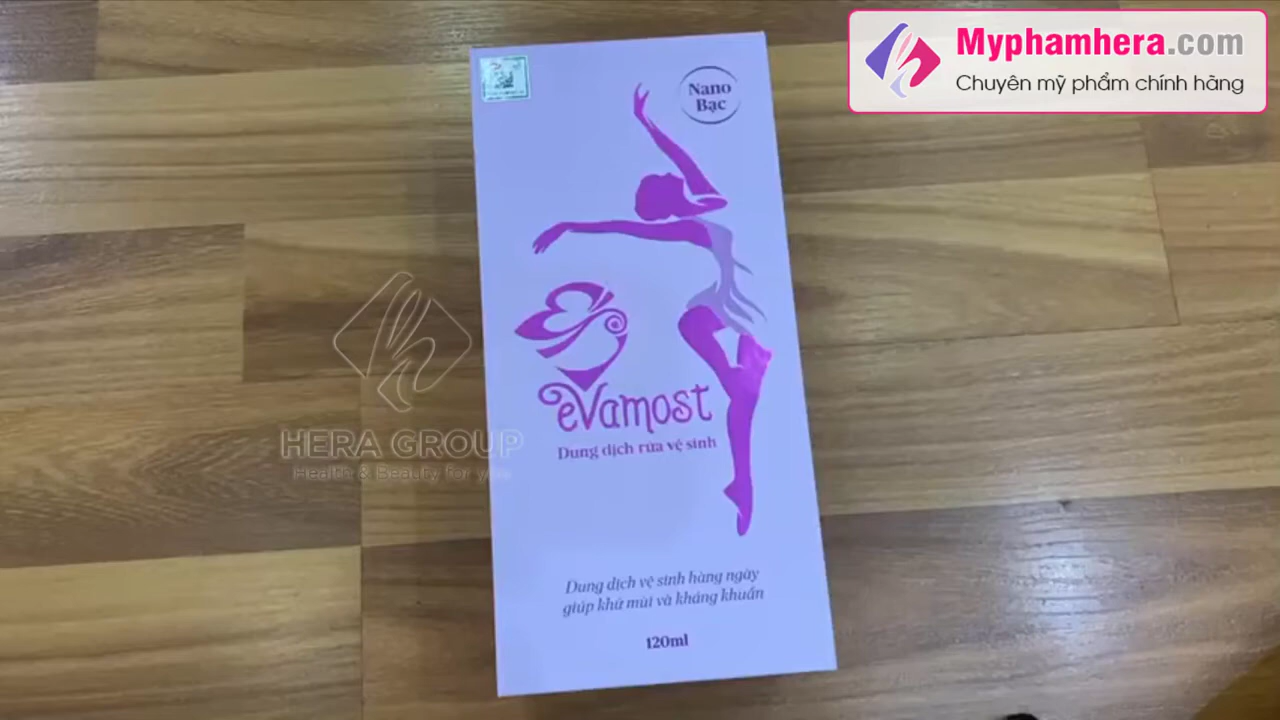 Myphamhera.com
Chuyên mỹ phẩm chính hãng
Nano
Bạc
eVamost
Dung dịch rửa vệ sinh
HERA GROUP
Health & Beauty for you
Dung dịch vệ sinh hàng ngày
giúp khử mùi và kháng khuẩn
120ml